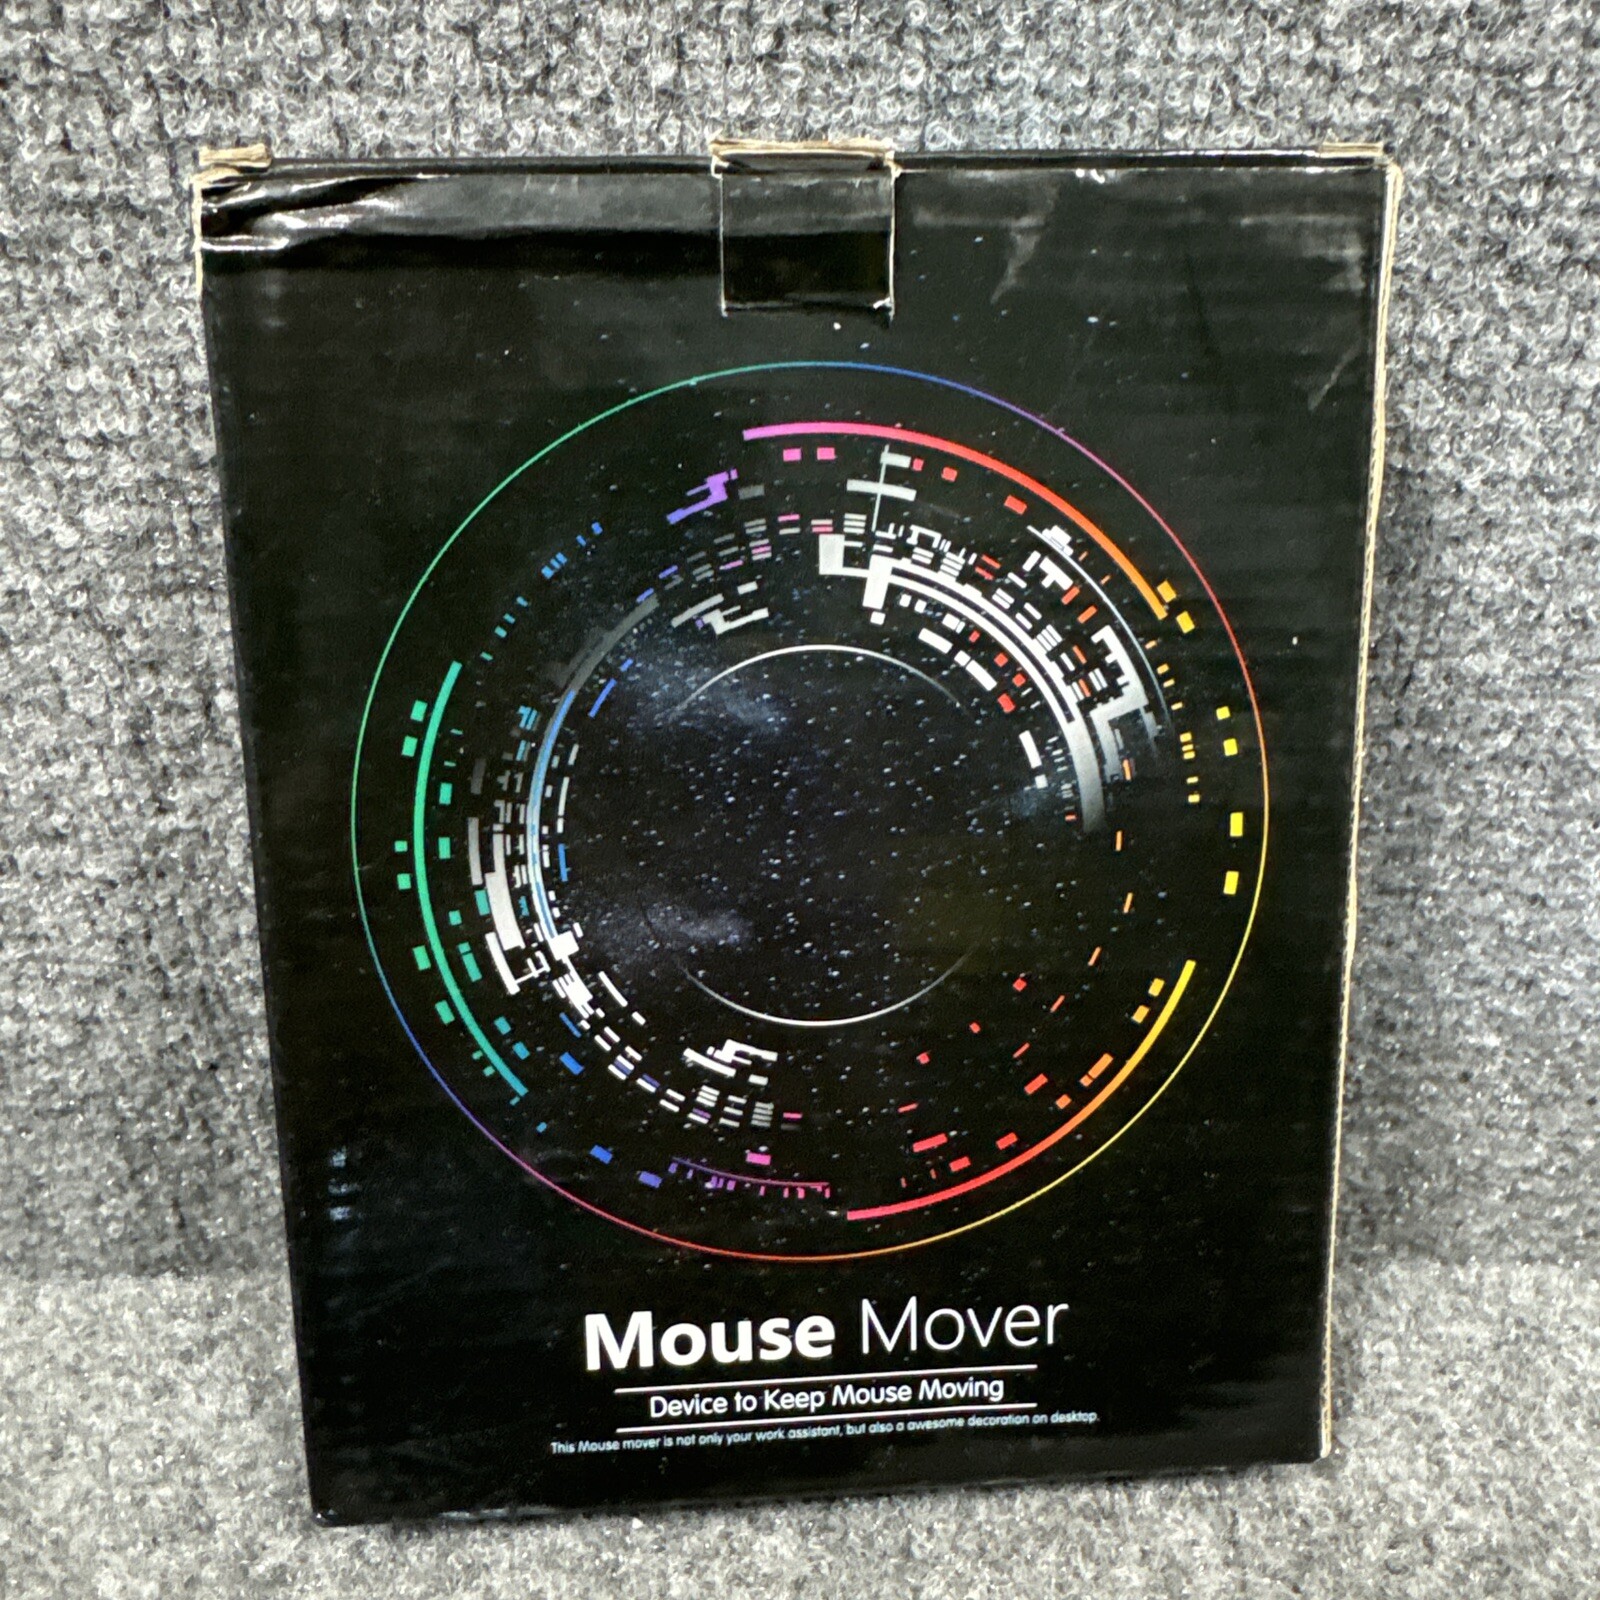 Mouse Mover
Device to Keep Mouse Moving
This Mouse mover is not only your work assistant, but also a awesome decoration on desktop.